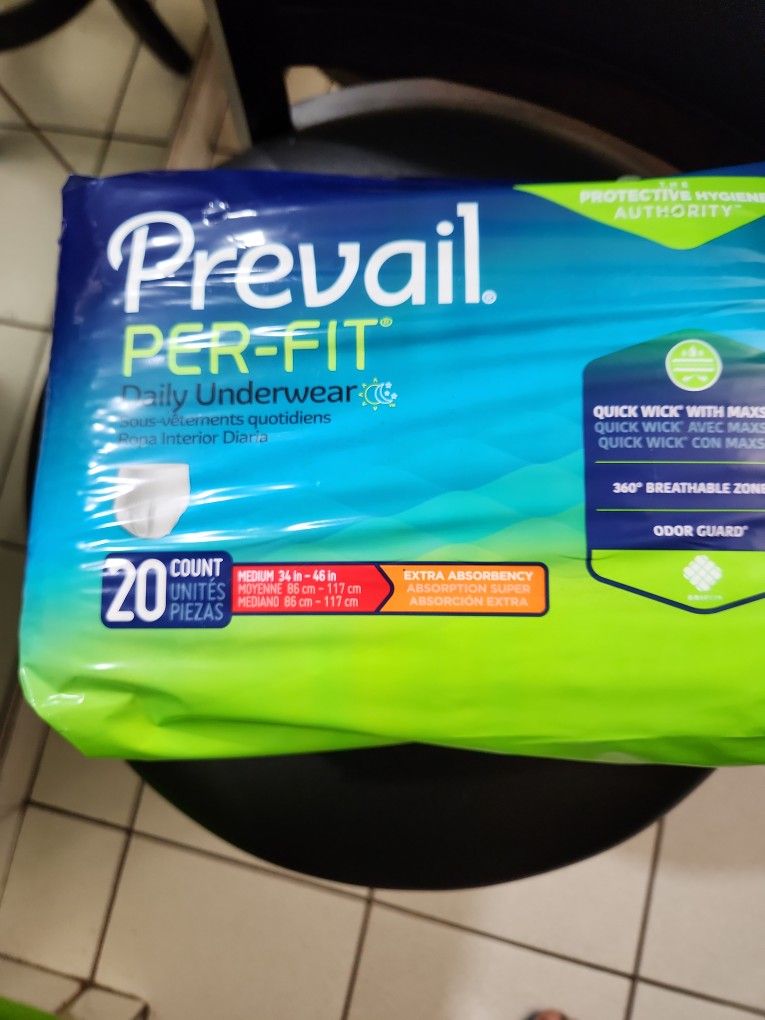 THE
PROTECTIVE HYGIENE
AUTHORITY™
Prevail®
PER-FIT®
Daily Underwear
Sous-vêtements quotidiens
Ropa Interior Diaria
QUICK WICK® WITH MAXS
QUICK WICK® AVEC MAXS
QUICK WICK® CON MAXS
360° BREATHABLE ZONE
ODOR GUARD®
20 COUNT
UNITÉS
PIEZAS
MEDIUM 34 in - 46 in
MOYENNE 86 cm - 117 cm
MEDIANO 86 cm - 117 cm
EXTRA ABSORBENCY
ABSORPTION SUPER
ABSORCIÓN EXTRA